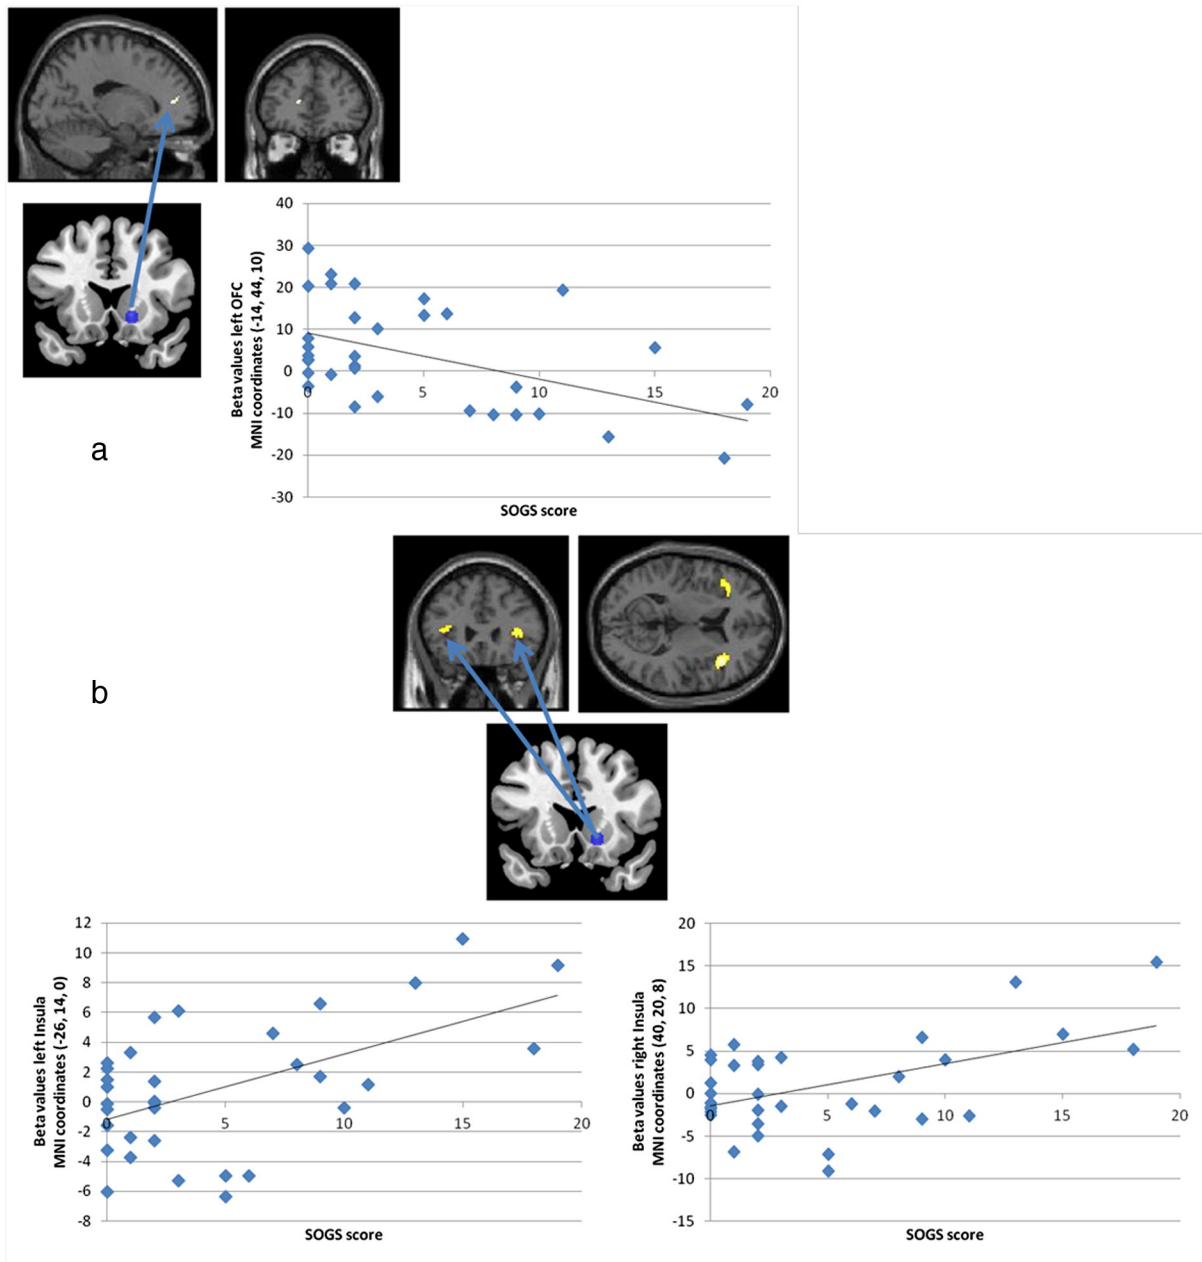 40
30
20
10
0
-10
-20
-30
0 5 10 15 20
Beta values left OFC
MNI coordinates (-14, 44, 10)
SOGS score
a
b
12
10
8
6
4
2
0
-2
-4
-6
-8
0 5 10 15 20
Beta values left Insula
MNI coordinates (-26, 14, 0)
SOGS score
20
15
10
5
0
-5
-10
-15
0 5 10 15 20
Beta values right Insula
MNI coordinates (40, 20, 8)
SOGS score